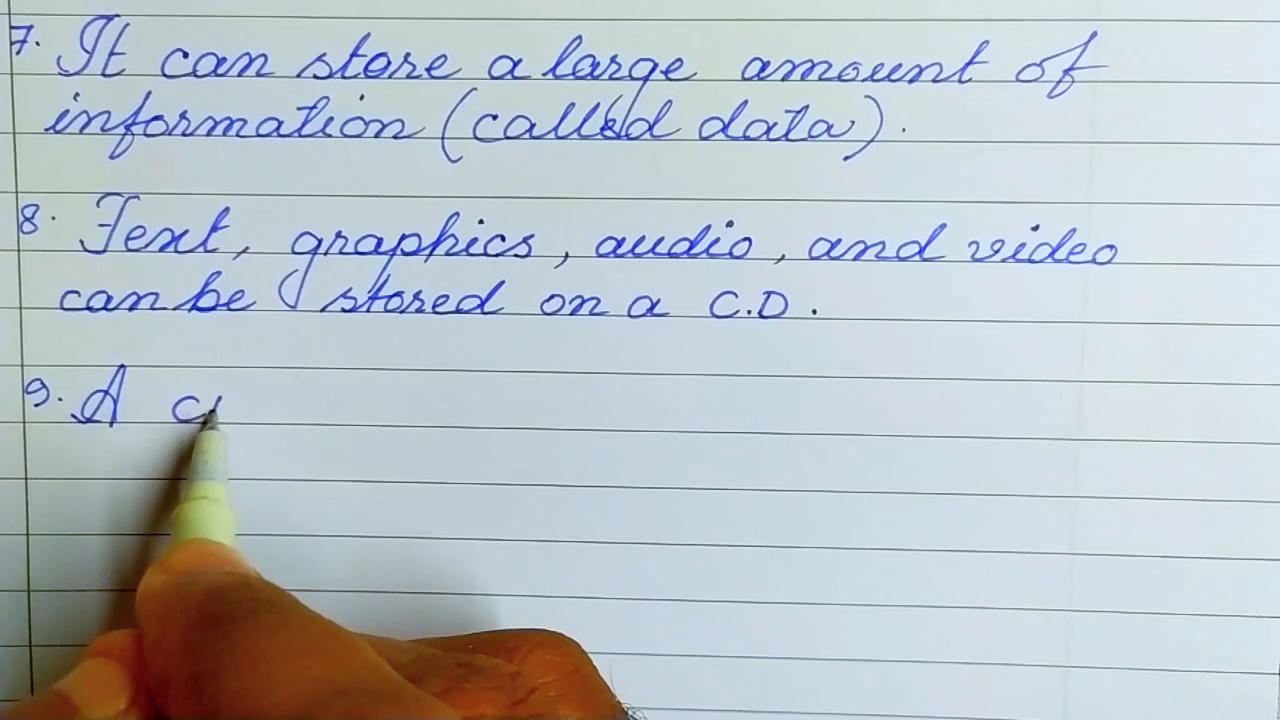 7. It can store a large amount of
information (called data).
8. Text, graphics, audio, and video
can be stored on a C.D.
9. A c